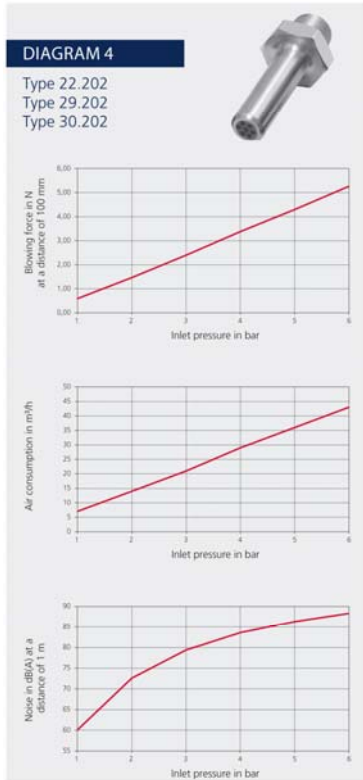 DIAGRAM 4
Type 22.202
Type 29.202
Type 30.202
Blowing force in N
at a distance of 100 mm
6,00
5,00
4,00
3,00
2,00
1,00
0,00
1 2 3 4 5 6
Inlet pressure in bar
Air consumption in m³/h
50
45
40
35
30
25
20
15
10
5
0
1 2 3 4 5 6
Inlet pressure in bar
Noise in dB(A) at a
distance of 1 m
90
85
80
75
70
65
60
55
1 2 3 4 5 6
Inlet pressure in bar